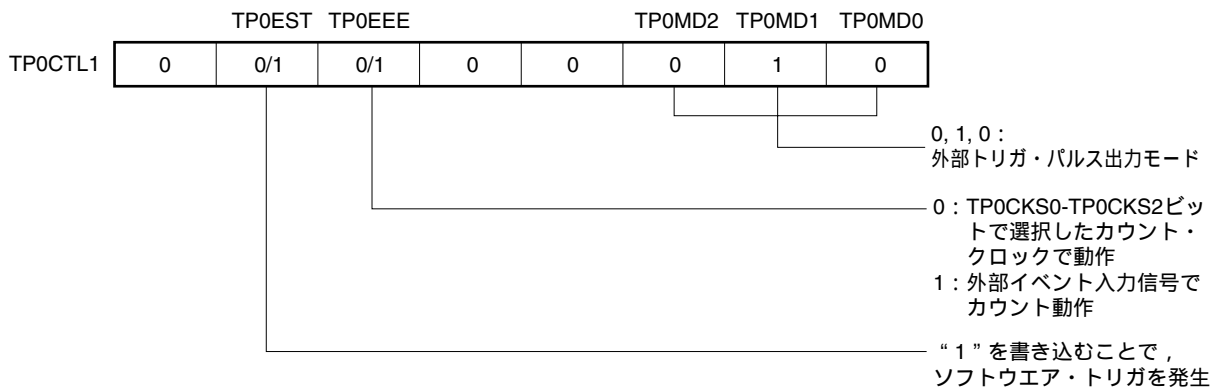 TP0EST TP0EEE TP0MD2 TP0MD1 TP0MD0
TP0CTL1 0 0/1 0/1 0 0 0 1 0
0, 1, 0：
外部トリガ・パルス出力モード
0：TP0CKS0-TP0CKS2ビッ
トで選択したカウント・
クロックで動作
1：外部イベント入力信号で
カウント動作
“1”を書き込むことで，
ソフトウエア・トリガを発生